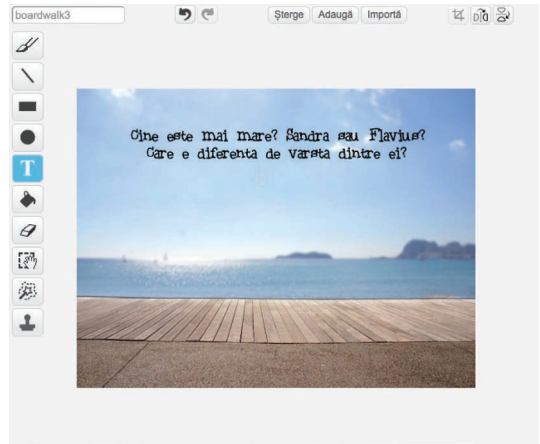 boardwalk3
Șterge Adaugă Importă
T
Cine este mai mare? Sandra sau Flavius?
Care e diferenta de varsta dintre ei?